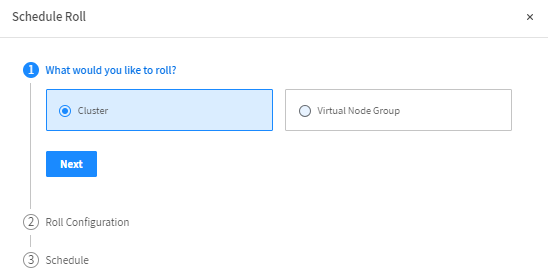 Schedule Roll ×
1 What would you like to roll?
Cluster Virtual Node Group
Next
2 Roll Configuration
3 Schedule